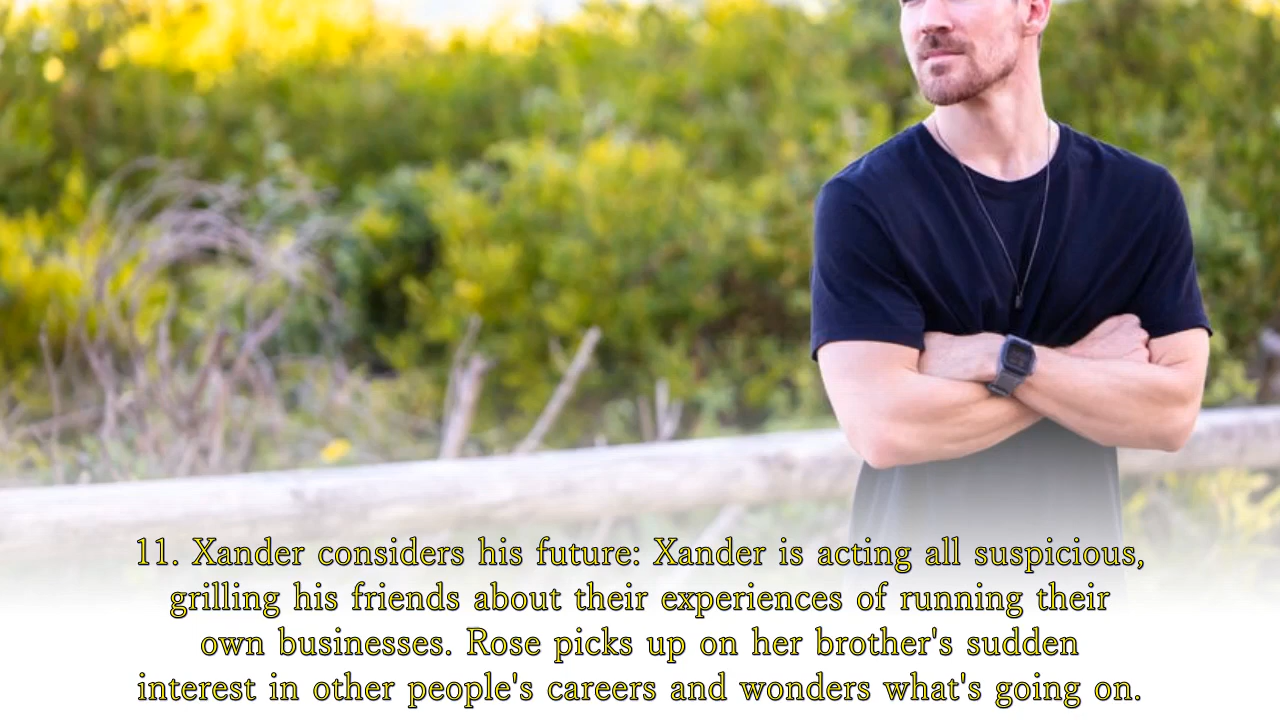 11. Xander considers his future: Xander is acting all suspicious,
grilling his friends about their experiences of running their
own businesses. Rose picks up on her brother's sudden
interest in other people's careers and wonders what's going on.